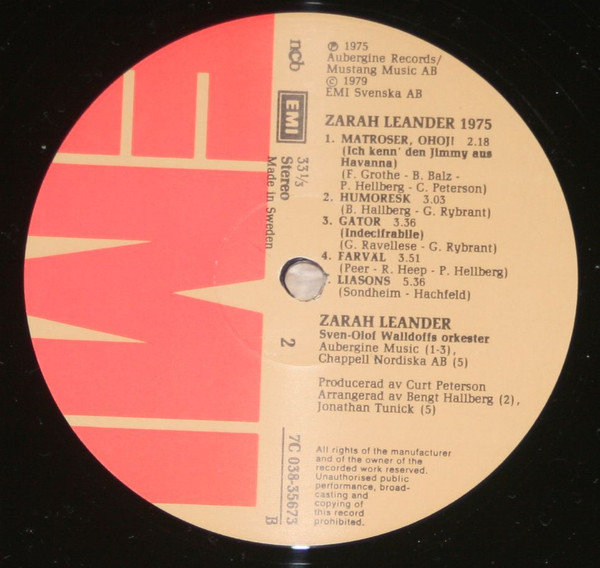 EMI
ncb
EMI
33⅓
Stereo
Made in Sweden
2
7C 038-35673
B
℗ 1975
Aubergine Records/
Mustang Music AB
© 1979
EMI Svenska AB
ZARAH LEANDER 1975
1. MATROSER, OHOJ! 2.18
(Ich kenn' den Jimmy aus
Havanna)
(F. Grothe - B. Balz -
P. Hellberg - C. Peterson)
2. HUMORESK 3.03
(B. Hallberg - G. Rybrant)
3. GATOR 3.36
(Indecifrabile)
(G. Ravellese - G. Rybrant)
4. FARVÄL 3.51
(Peer - R. Heep - P. Hellberg)
. LIASONS 5.36
(Sondheim - Hachfeld)
ZARAH LEANDER
Sven-Olof Walldoffs orkester
Aubergine Music (1-3),
Chappell Nordiska AB (5)
Producerad av Curt Peterson
Arrangerad av Bengt Hallberg (2),
Jonathan Tunick (5)
All rights of the manufacturer
and of the owner of the
recorded work reserved.
Unauthorised public
performance, broad-
casting and
copying of
this record
prohibited.